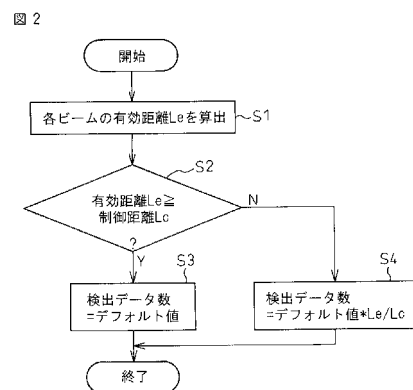 図 2
開始
各ビームの有効距離Leを算出
S1
S2
有効距離Le≧
制御距離Lc
?
N
Y
S3
検出データ数
=デフォルト値
S4
検出データ数
=デフォルト値*Le/Lc
終了